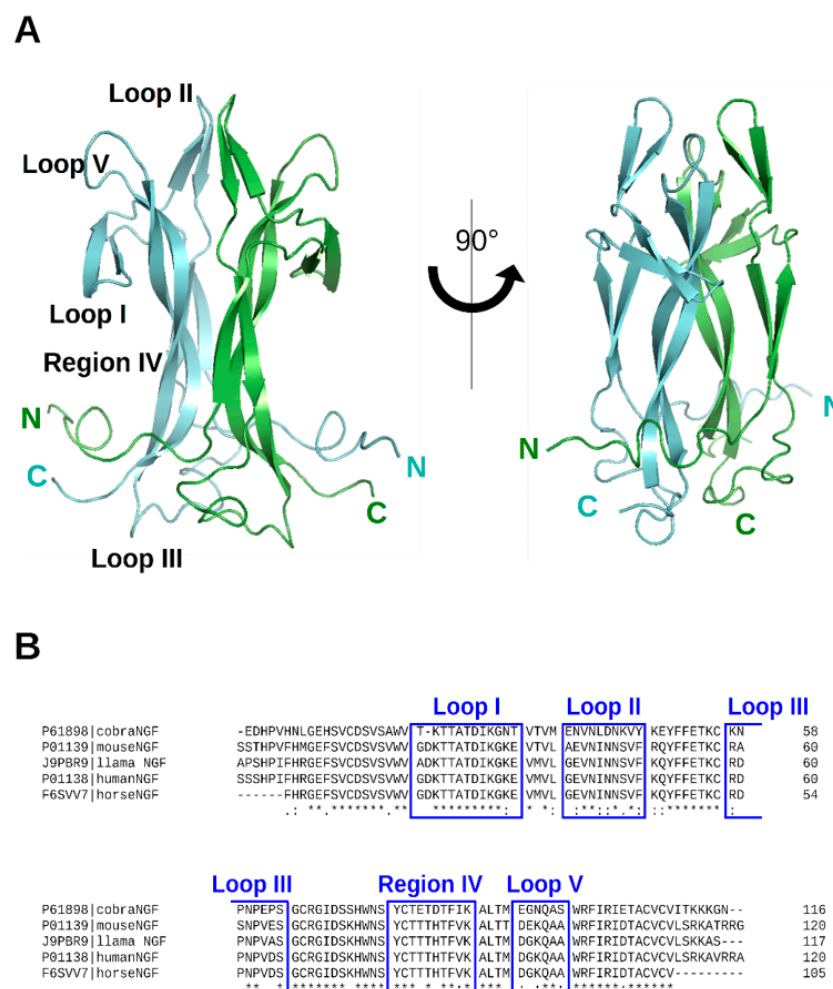 A
Loop II
Loop V
90°
Loop I
Region IV
N
C
N
C
Loop III
N
N
C
C
B
Loop I Loop II Loop III
P61898|cobraNGF -EDHPVHNLGEHSVCDSVSAWV T-KTTATDIKGNT VTVM ENVNLDNKVY KEYFFETKC KN 58
P01139|mouseNGF SSTHPVFHMGEFSVCDSVSVWV GDKTTATDIKGKE VTVL AEVNINNSVF RQYFFETKC RA 60
J9PBR9|llama NGF APSHPIFHRGEFSVCDSVSVWV ADKTTATDIKGKE VMVL GEVNINNSVF KQYFFETKC RD 60
P01138|humanNGF SSSHPIFHRGEFSVCDSVSVWV GDKTTATDIKGKE VMVL GEVNINNSVF KQYFFETKC RD 60
F6SVV7|horseNGF ------FHRGEFSVCDSVSVWV GDKTTATDIKGKE VMVL GEVNINNSVF KQYFFETKC RD 54
.: **.*******.** *********: * *: :**::*.*: ::******* :
Loop III Region IV Loop V
P61898|cobraNGF PNPEPS GCRGIDSSHWNS YCTETDTFIK ALTM EGNQAS WRFIRIETACVCVITKKKGN-- 116
P01139|mouseNGF SNPVES GCRGIDSKHWNS YCTTTHTFVK ALTT DEKQAA WRFIRIDTACVCVLSRKATRRG 120
J9PBR9|llama NGF PNPVAS GCRGIDSKHWNS YCTTTHTFVK ALTM DGKQAA WRFIRIDTACVCVLSKKAS--- 117
P01138|humanNGF PNPVDS GCRGIDSKHWNS YCTTTHTFVK ALTM DGKQAA WRFIRIDTACVCVLSRKAVRRA 120
F6SVV7|horseNGF PNPVDS GCRGIDSKHWNS YCTTTHTFVK ALTM DGKQAA WRFIRIDTACVCV--------- 105
** * *******.**** *** *.**:* *** : :**: ******:******